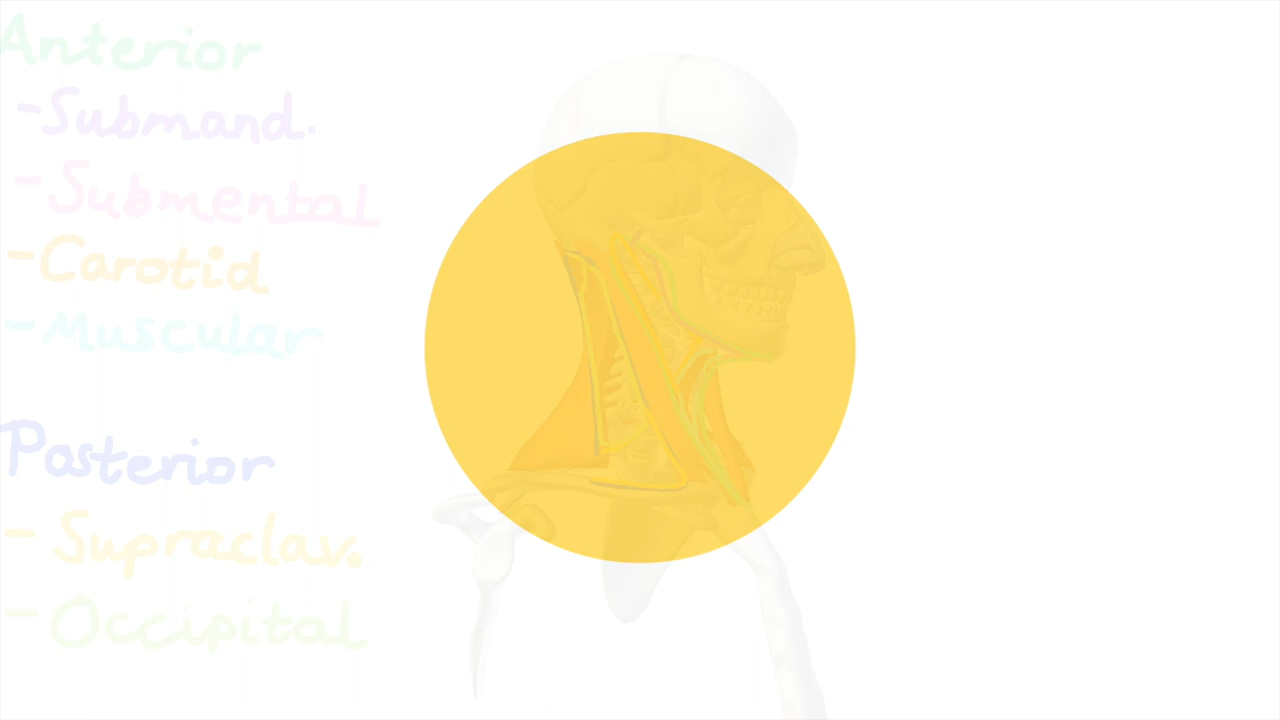 Anterior
-Submand.
-Submental
-Carotid
-Muscular
Posterior
- Supraclav.
- Occipital